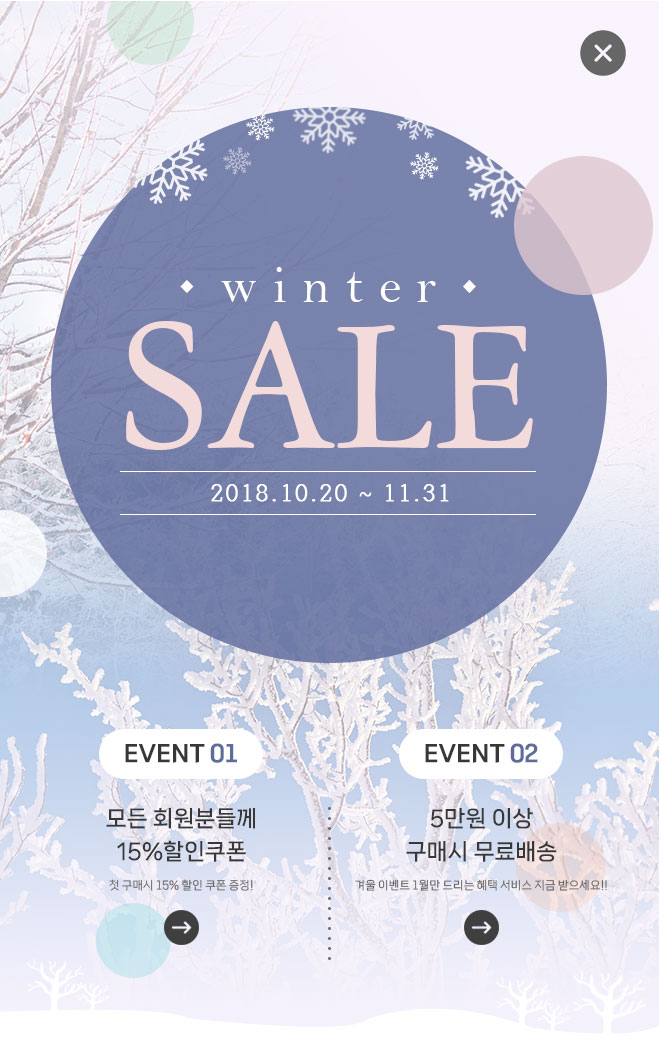 winter
SALE
2018.10.20 ~ 11.31
EVENT 01
모든 회원분들께
15%할인쿠폰
첫 구매시 15% 할인 쿠폰 증정!
EVENT 02
5만원 이상
구매시 무료배송
겨울 이벤트 1월만 드리는 혜택 서비스 지금 받으세요!!